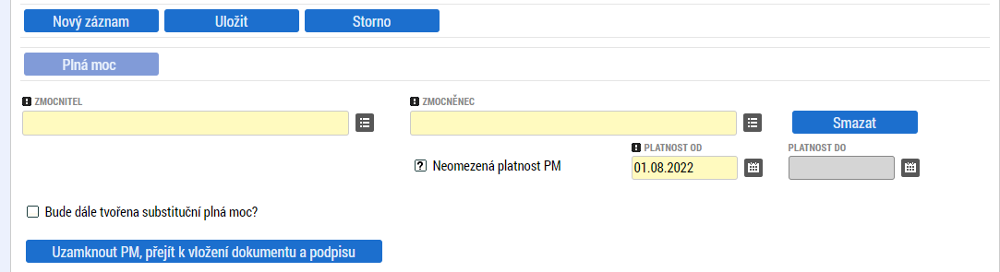 Nový záznam Uložit Storno
Plná moc
ZMOCNITEL ZMOCNĚNEC
Smazat
PLATNOST OD PLATNOST DO
Neomezená platnost PM 01.08.2022
Bude dále tvořena substituční plná moc?
Uzamknout PM, přejít k vložení dokumentu a podpisu